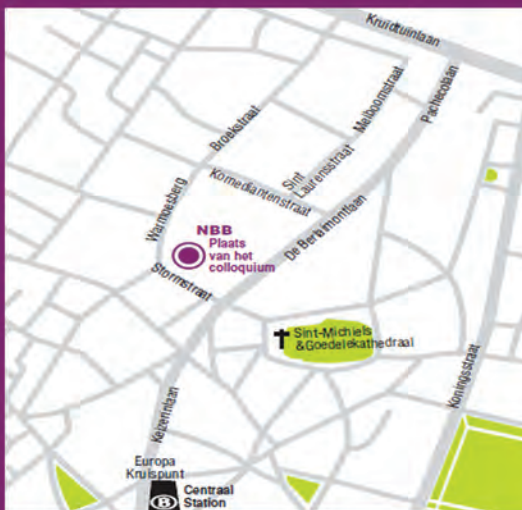 Kruidtuinlaan
Meiboomstraat
Pachecolaan
Broekstraat
Sint
Laurensstraat
Komediantenstraat
Warmoesberg
De Berlaimontlaan
NBB
Plaats
van het
colloquium
Stormstraat
Sint-Michiels
&Goedelekathedraal
Koningsstraat
Keizerinlaan
Europa
Kruispunt
B
Centraal
Station